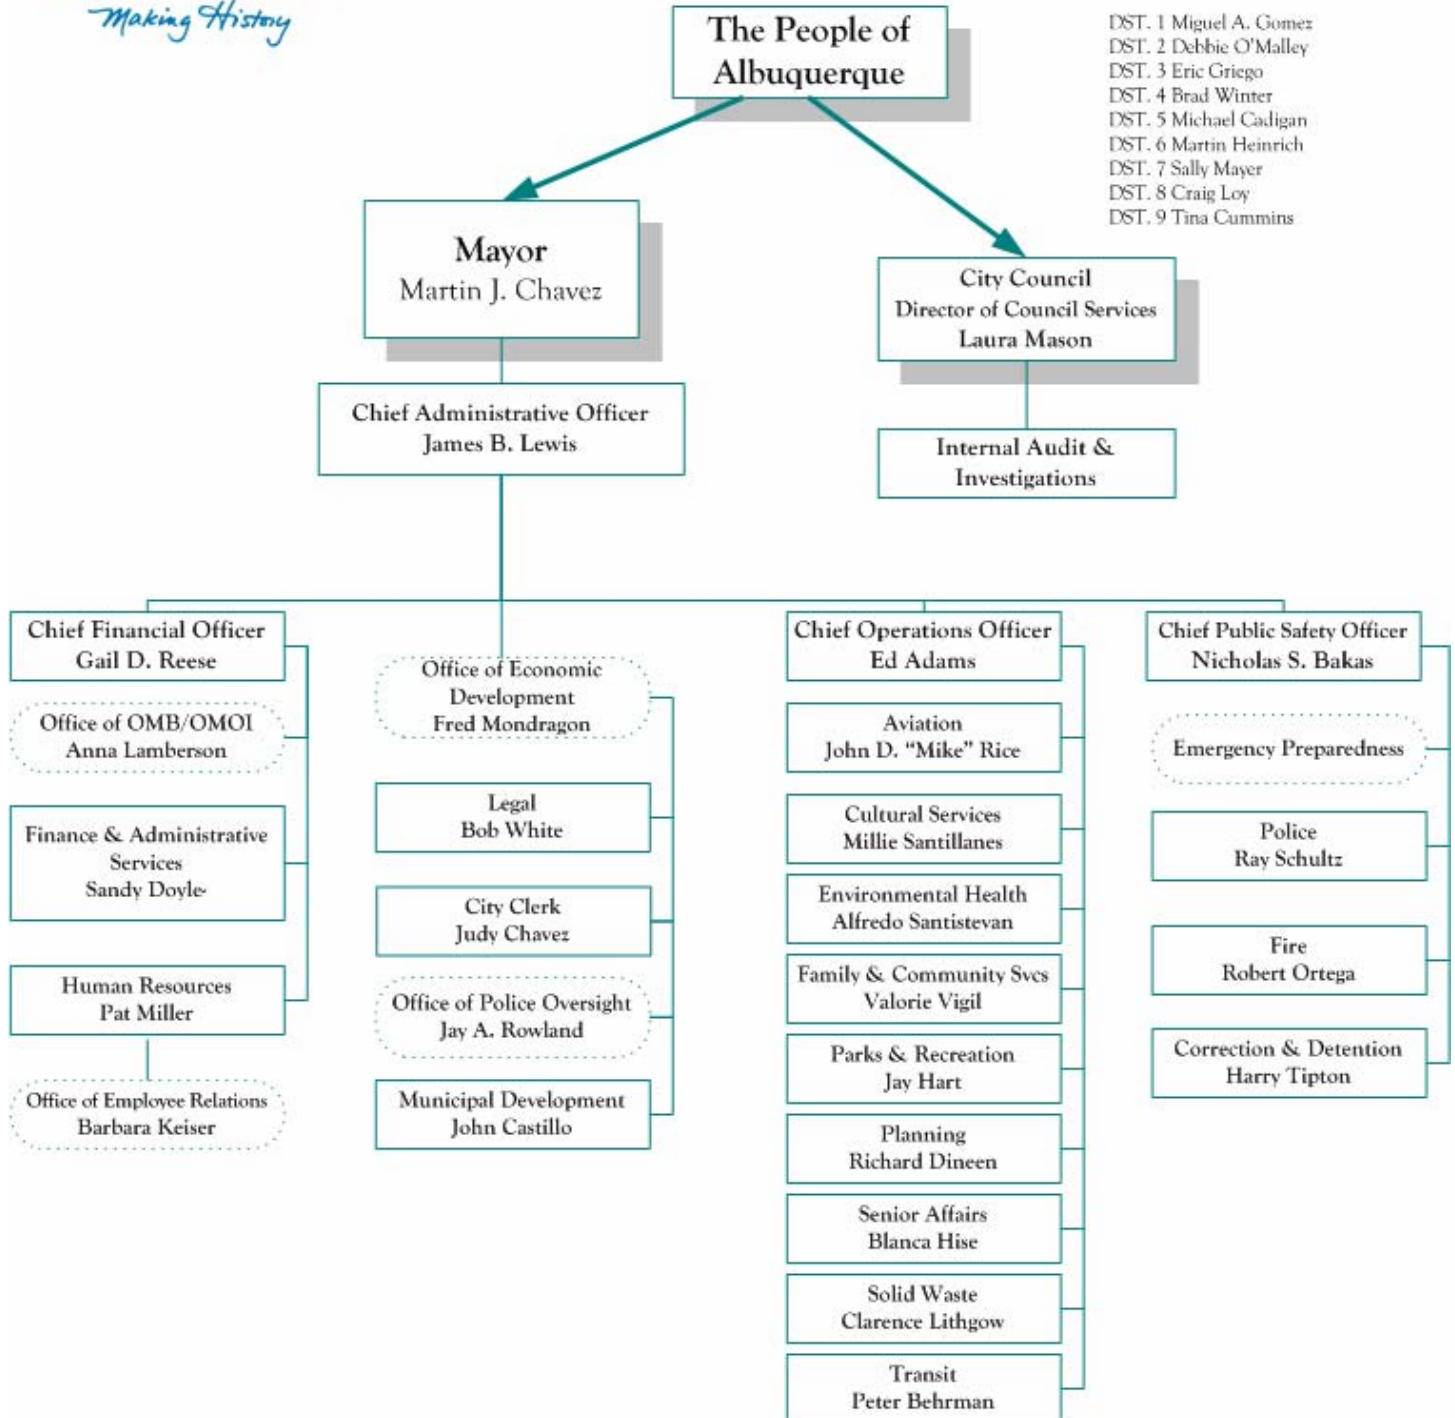 Making History
The People of
Albuquerque
DST. 1 Miguel A. Gomez
DST. 2 Debbie O'Malley
DST. 3 Eric Griego
DST. 4 Brad Winter
DST. 5 Michael Cadigan
DST. 6 Martin Heinrich
DST. 7 Sally Mayer
DST. 8 Craig Loy
DST. 9 Tina Cummins
Mayor
Martin J. Chavez
City Council
Director of Council Services
Laura Mason
Chief Administrative Officer
James B. Lewis
Internal Audit &
Investigations
Chief Financial Officer
Gail D. Reese
Office of OMB/OMOI
Anna Lamberson
Finance & Administrative
Services
Sandy Doyle
Human Resources
Pat Miller
Office of Employee Relations
Barbara Keiser
Office of Economic
Development
Fred Mondragon
Legal
Bob White
City Clerk
Judy Chavez
Office of Police Oversight
Jay A. Rowland
Municipal Development
John Castillo
Chief Operations Officer
Ed Adams
Aviation
John D. “Mike” Rice
Cultural Services
Millie Santillanes
Environmental Health
Alfredo Santistevan
Family & Community Svcs
Valorie Vigil
Parks & Recreation
Jay Hart
Planning
Richard Dineen
Senior Affairs
Blanca Hise
Solid Waste
Clarence Lithgow
Transit
Peter Behrman
Chief Public Safety Officer
Nicholas S. Bakas
Emergency Preparedness
Police
Ray Schultz
Fire
Robert Ortega
Correction & Detention
Harry Tipton